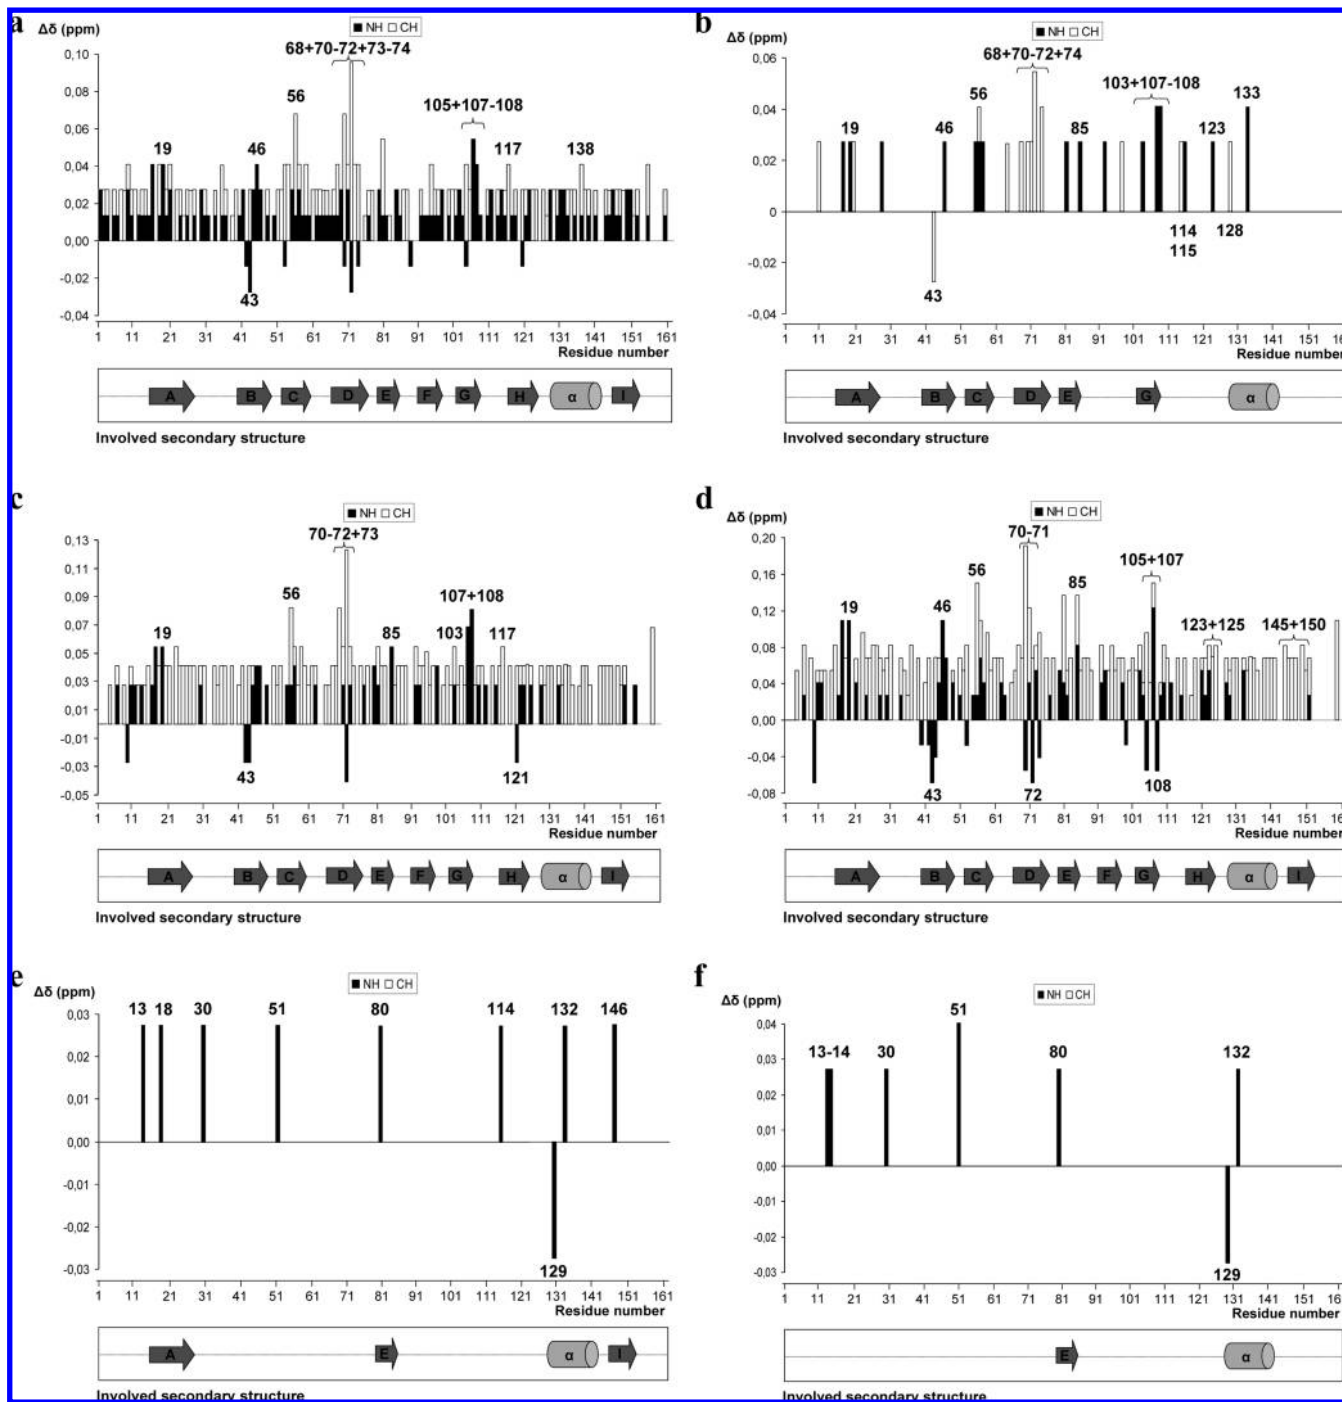 a
Δδ (ppm)
NH CH
0,10
0,08
0,06
0,04
0,02
0,00
-0,02
-0,04
68+70-72+73-74
56
105+107-108
19
46
117
138
43
1 11 21 31 41 51 61 71 81 91 101 111 121 131 141 151 161
Residue number
A B C D E F G H α I
Involved secondary structure
b
Δδ (ppm)
NH CH
0,06
0,04
0,02
0
-0,02
-0,04
68+70-72+74
103+107-108
56
133
19
46
85
123
114
115
128
43
1 11 21 31 41 51 61 71 81 91 101 111 121 131 141 151
Residue number
A B C D E G α
Involved secondary structure
c
Δδ (ppm)
NH CH
0,13
0,11
0,09
0,07
0,05
0,03
0,01
-0,01
-0,03
-0,05
70-72+73
56
107+108
19
85
103
117
43
121
1 11 21 31 41 51 61 71 81 91 101 111 121 131 141 151 161
Residue number
A B C D E F G H α I
Involved secondary structure
d
Δδ (ppm)
NH CH
0,20
0,16
0,12
0,08
0,04
0,00
-0,04
-0,08
70-71
105+107
56
85
19
46
123+125
145+150
43
72
108
1 11 21 31 41 51 61 71 81 91 101 111 121 131 141 151
Residue number
A B C D E F G H α I
Involved secondary structure
e
Δδ (ppm)
NH CH
0,03
0,02
0,01
0,00
-0,01
-0,02
-0,03
13 18 30 51 80 114 132 146
129
1 11 21 31 41 51 61 71 81 91 101 111 121 131 141 151 161
Residue number
A E α I
Involved secondary structure
f
Δδ (ppm)
NH CH
0,04
0,03
0,02
0,01
0,00
-0,01
-0,02
-0,03
51
13-14
30
80
132
129
1 11 21 31 41 51 61 71 81 91 101 111 121 131 141 151
Residue number
E α
Involved secondary structure